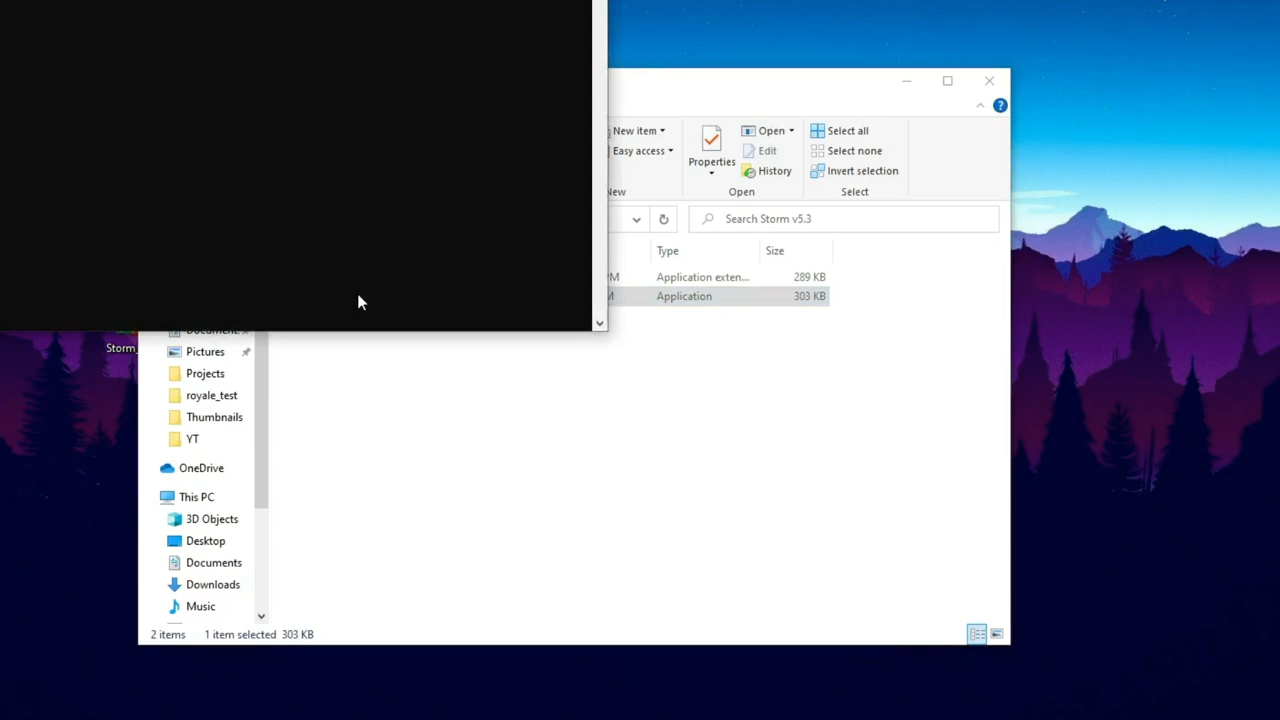 New item
Easy access
New
Properties
Open
Edit
History
Open
Select all
Select none
Invert selection
Select
Search Storm v5.3
Type
Size
Application exten...
289 KB
Application
303 KB
Storm_
Pictures
Projects
royale_test
Thumbnails
YT
OneDrive
This PC
3D Objects
Desktop
Documents
Downloads
Music
2 items
1 item selected 303 KB